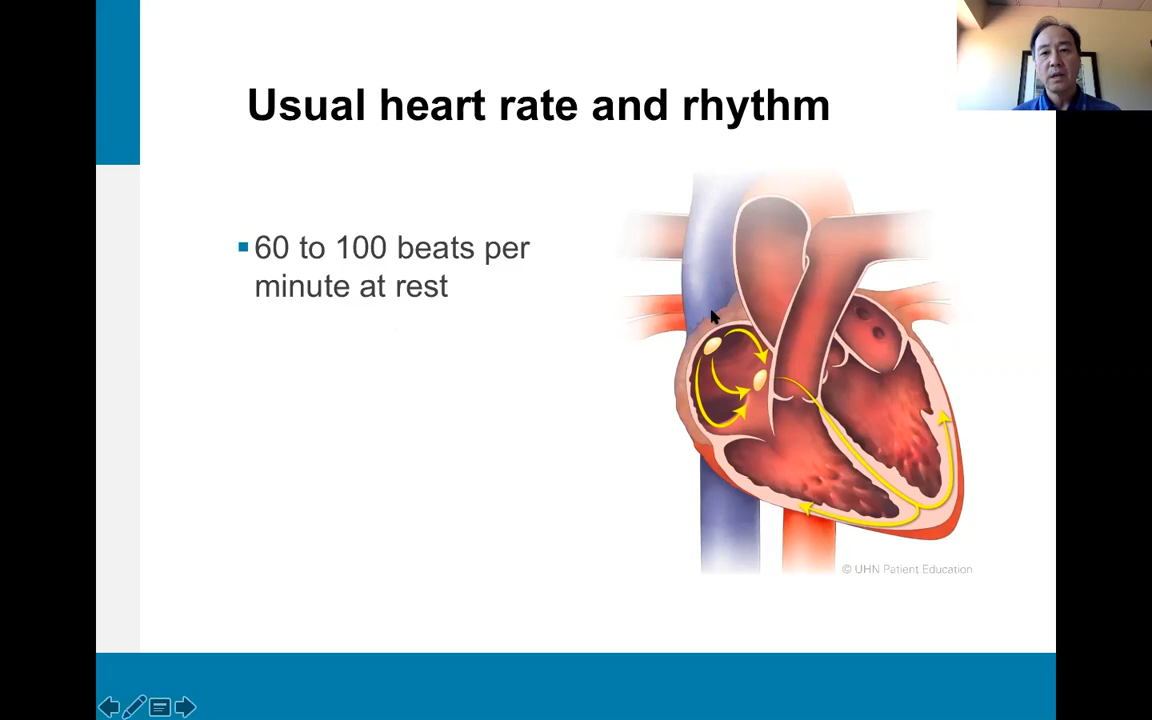 Usual heart rate and rhythm
60 to 100 beats per
minute at rest
© UHN Patient Education